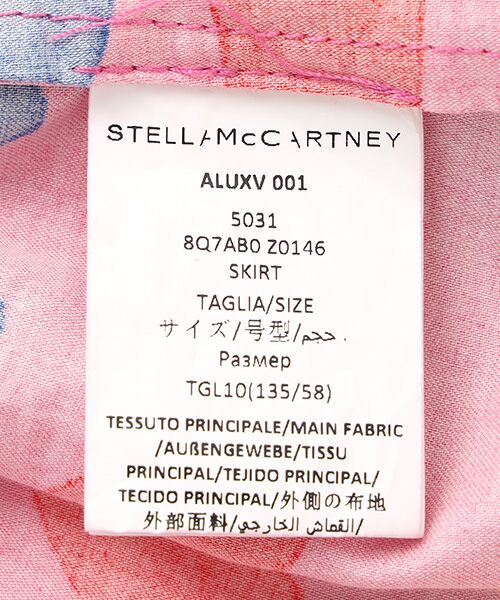 STELLA McCARTNEY
ALUXV 001
5031
8Q7AB0 Z0146
SKIRT
TAGLIA/SIZE
サイズ/号型/حجم.
Размер
TGL10(135/58)
TESSUTO PRINCIPALE/MAIN FABRIC
/AUßENGEWEBE/TISSU
PRINCIPAL/TEJIDO PRINCIPAL/
TECIDO PRINCIPAL/外側の布地
外部面料/القماش الخارجي/